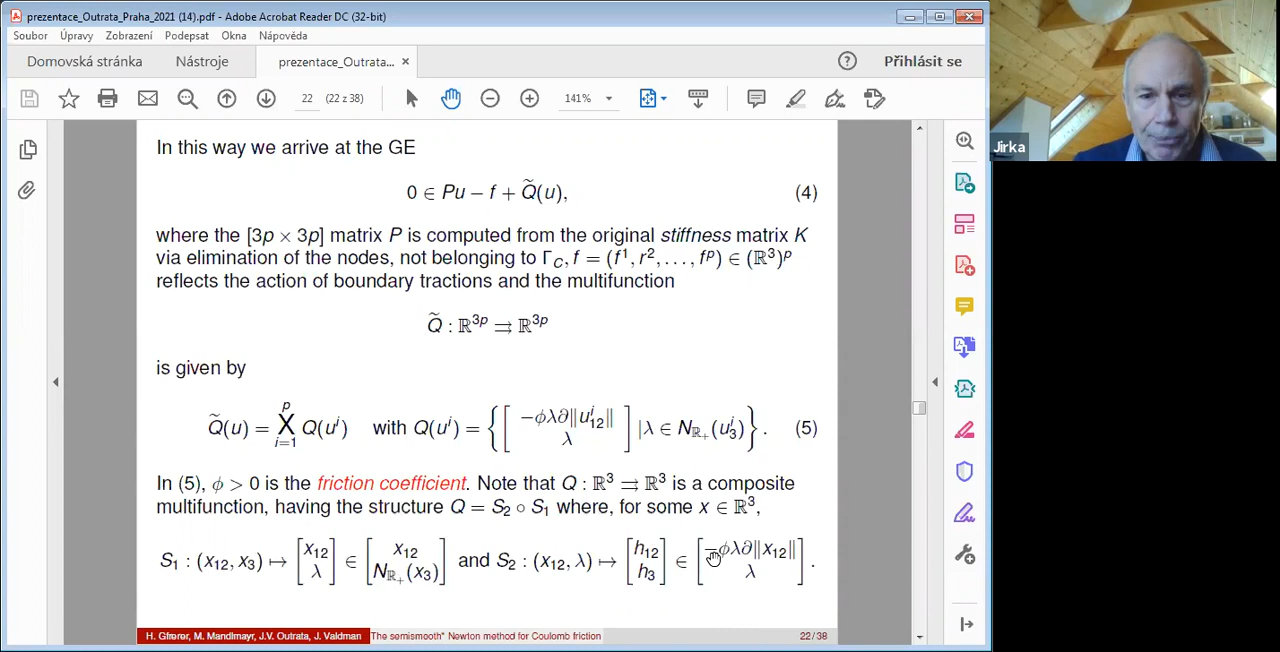 prezentace_Outrata_Praha_2021 (14).pdf - Adobe Acrobat Reader DC (32-bit)
Soubor Úpravy Zobrazení Podepsat Okna Nápověda
Domovská stránka Nástroje prezentace_Outrata... × Přihlásit se
22 (22 z 38) 141%
Jirka
In this way we arrive at the GE
0 ∈ Pu − f + Q̃(u), (4)
where the [3p × 3p] matrix P is computed from the original stiffness matrix K
via elimination of the nodes, not belonging to Γ_C, f = (f¹, r², . . . , f^p) ∈ (ℝ³)^p
reflects the action of boundary tractions and the multifunction
Q̃ : ℝ^{3p} ⇉ ℝ^{3p}
is given by
Q̃(u) = X_{i=1}^{p} Q(u^i) with Q(u^i) = { [ −ϕλ∂‖u^i_{12}‖ ; λ ] | λ ∈ N_{ℝ_+}(u^i_3) } . (5)
In (5), ϕ > 0 is the friction coefficient. Note that Q : ℝ³ ⇉ ℝ³ is a composite
multifunction, having the structure Q = S₂ ∘ S₁ where, for some x ∈ ℝ³,
S₁ : (x₁₂, x₃) ↦ [ x₁₂ ; λ ] ∈ [ x₁₂ ; N_{ℝ_+}(x₃) ] and S₂ : (x₁₂, λ) ↦ [ h₁₂ ; h₃ ] ∈ [ −ϕλ∂‖x₁₂‖ ; λ ] .
H. Gfrerer, M. Mandlmayr, J.V. Outrata, J. Valdman The semismooth* Newton method for Coulomb friction 22/38